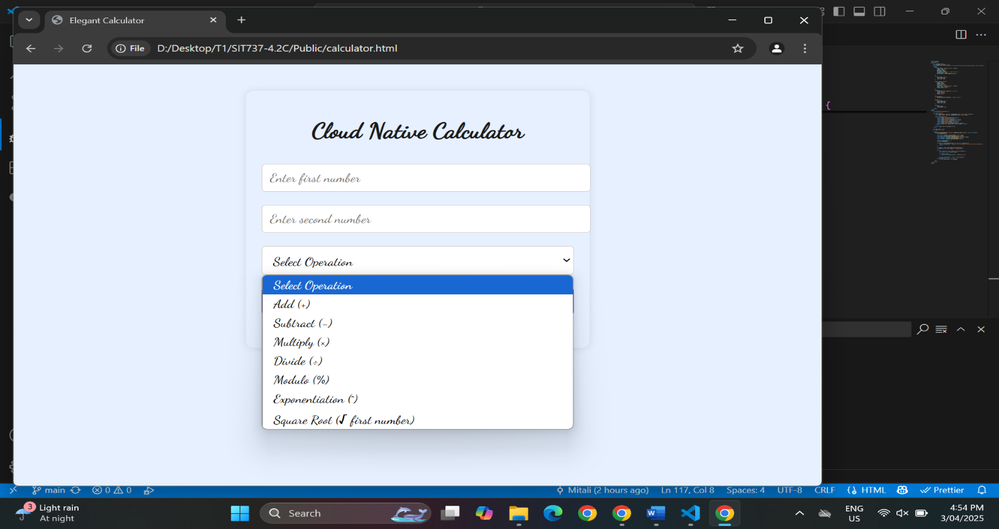 Elegant Calculator
File D:/Desktop/T1/SIT737-4.2C/Public/calculator.html
{
Cloud Native Calculator
Enter first number
Enter second number
Select Operation
Select Operation
Add (+)
Subtract (-)
Multiply (×)
Divide (÷)
Modulo (%)
Exponentiation (^)
Square Root (√ first number)
main 0 0 Mitali (2 hours ago) Ln 117, Col 8 Spaces: 4 UTF-8 CRLF HTML Prettier
3 Light rain
At night
Search
ENG
US
4:54 PM
3/04/2025